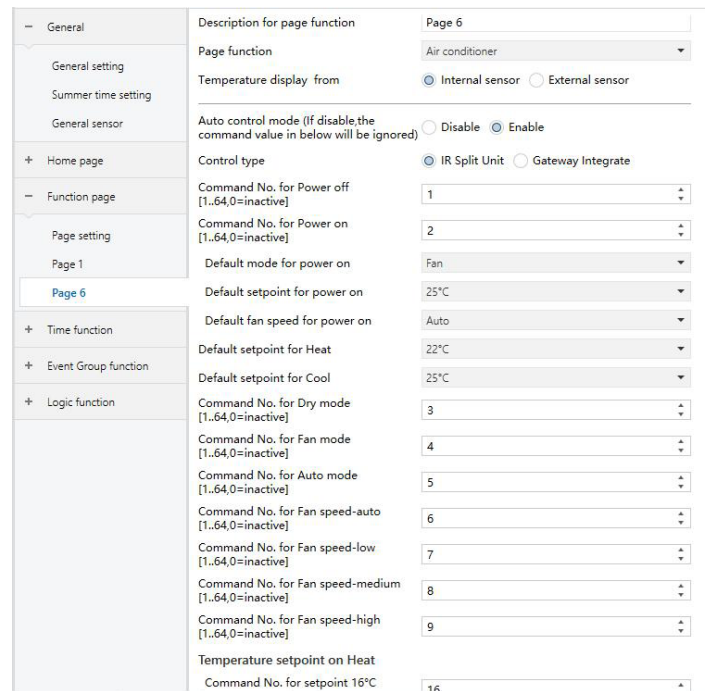 General
General setting
Summer time setting
General sensor
Home page
Function page
Page setting
Page 1
Page 6
Time function
Event Group function
Logic function
Description for page function Page 6
Page function Air conditioner
Temperature display from Internal sensor External sensor
Auto control mode (If disable,the
command value in below will be ignored) Disable Enable
Control type IR Split Unit Gateway Integrate
Command No. for Power off
[1..64,0=inactive] 1
Command No. for Power on
[1..64,0=inactive] 2
Default mode for power on Fan
Default setpoint for power on 25°C
Default fan speed for power on Auto
Default setpoint for Heat 22°C
Default setpoint for Cool 25°C
Command No. for Dry mode
[1..64,0=inactive] 3
Command No. for Fan mode
[1..64,0=inactive] 4
Command No. for Auto mode
[1..64,0=inactive] 5
Command No. for Fan speed-auto
[1..64,0=inactive] 6
Command No. for Fan speed-low
[1..64,0=inactive] 7
Command No. for Fan speed-medium
[1..64,0=inactive] 8
Command No. for Fan speed-high
[1..64,0=inactive] 9
Temperature setpoint on Heat
Command No. for setpoint 16°C 16